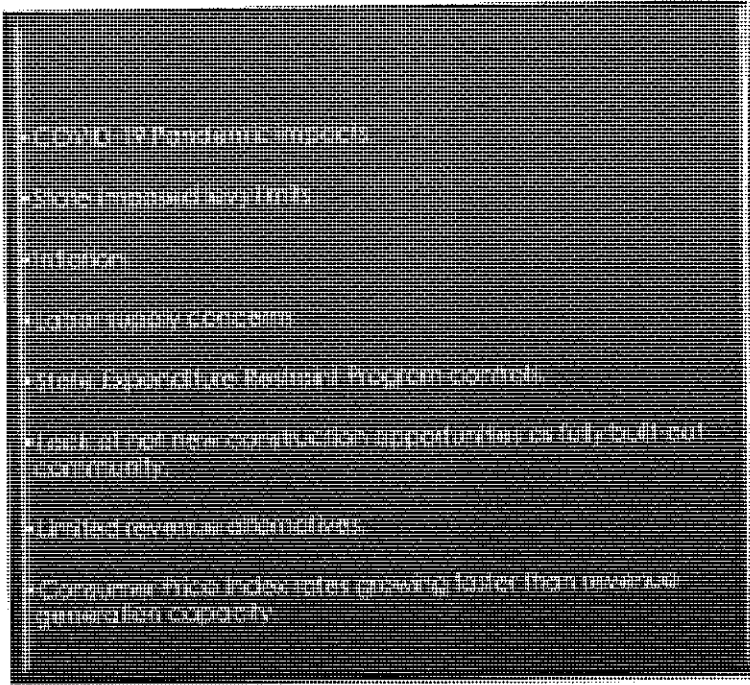 •COVID-19 Pandemic impacts.
•State imposed levy limits.
•Inflation.
•Labor supply concerns.
•State Expenditure Restraint Program controls.
•Lack of net new construction opportunities as fully built-out
community.
•Limited revenue alternatives.
•Consumer Price Index rates growing faster than revenue
generation capacity.